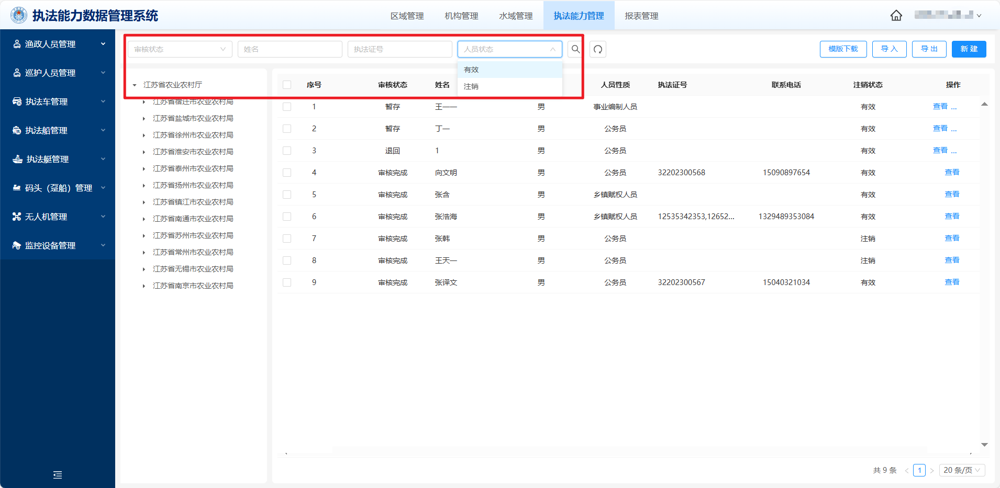 执法能力数据管理系统 区域管理 机构管理 水域管理 执法能力管理 报表管理
渔政人员管理
巡护人员管理
执法车管理
执法船管理
执法艇管理
码头（趸船）管理
无人机管理
监控设备管理
审核状态 姓名 执法证号 人员状态 模版下载 导 入 导 出 新 建
有效
注销
江苏省农业农村厅
江苏省宿迁市农业农村局
江苏省盐城市农业农村局
江苏省徐州市农业农村局
江苏省淮安市农业农村局
江苏省泰州市农业农村局
江苏省扬州市农业农村局
江苏省镇江市农业农村局
江苏省南通市农业农村局
江苏省苏州市农业农村局
江苏省常州市农业农村局
江苏省无锡市农业农村局
江苏省南京市农业农村局
序号 审核状态 姓名 人员性质 执法证号 联系电话 注销状态 操作
1 暂存 王一一 男 事业编制人员 有效 查看 ...
2 暂存 丁一 男 公务员 有效 查看 ...
3 退回 1 男 公务员 有效 查看 ...
4 审核完成 向文明 男 公务员 32202300568 15090897654 有效 查看
5 审核完成 张含 男 乡镇赋权人员 有效 查看
6 审核完成 张浩海 男 乡镇赋权人员 12535342353,12652... 1329489353084 有效 查看
7 审核完成 张韩 男 公务员 注销 查看
8 审核完成 王天一 男 公务员 注销 查看
9 审核完成 张译文 男 公务员 32202300567 15040321034 有效 查看
共 9 条 1 20 条/页